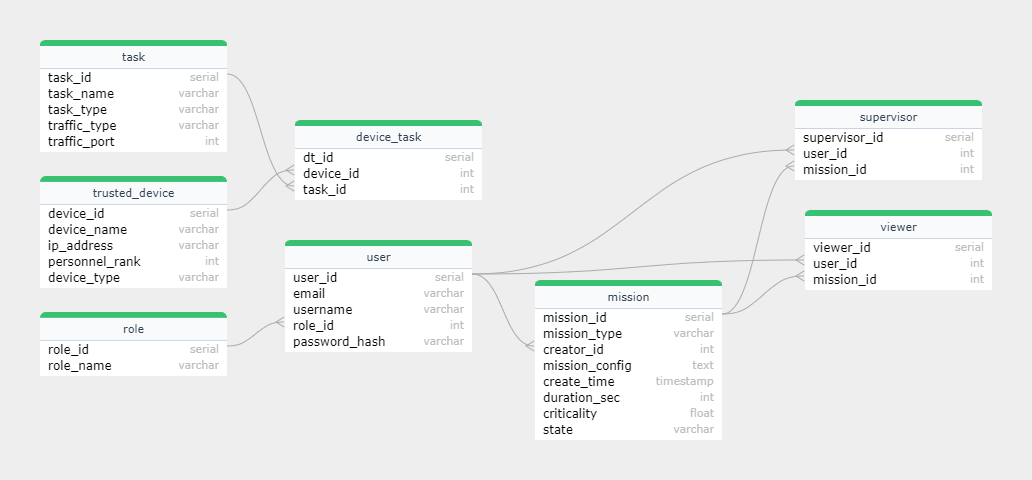 task
task_id serial
task_name varchar
task_type varchar
traffic_type varchar
traffic_port int
trusted_device
device_id serial
device_name varchar
ip_address varchar
personnel_rank int
device_type varchar
role
role_id serial
role_name varchar
device_task
dt_id serial
device_id int
task_id int
user
user_id serial
email varchar
username varchar
role_id int
password_hash varchar
mission
mission_id serial
mission_type varchar
creator_id int
mission_config text
create_time timestamp
duration_sec int
criticality float
state varchar
supervisor
supervisor_id serial
user_id int
mission_id int
viewer
viewer_id serial
user_id int
mission_id int